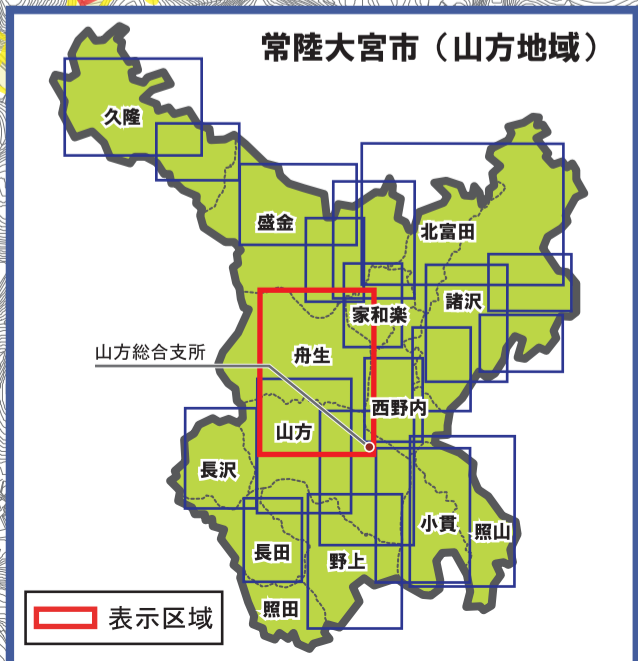 常陸大宮市（山方地域）
久隆
盛金
北富田
諸沢
家和楽
舟生
山方総合支所
西野内
山方
長沢
小貫
照山
長田
野上
照田
表示区域